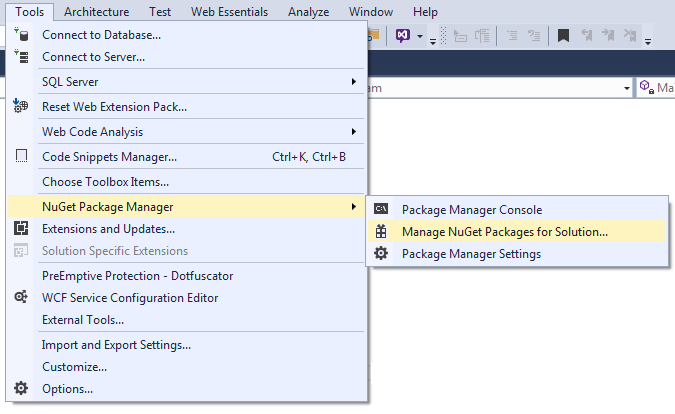 Tools Architecture Test Web Essentials Analyze Window Help
Connect to Database...
Connect to Server...
SQL Server
am
Ma
Reset Web Extension Pack...
Web Code Analysis
Code Snippets Manager... Ctrl+K, Ctrl+B
Choose Toolbox Items...
NuGet Package Manager
Extensions and Updates...
Solution Specific Extensions
PreEmptive Protection - Dotfuscator
WCF Service Configuration Editor
External Tools...
Import and Export Settings...
Customize...
Options...
C:\
Package Manager Console
Manage NuGet Packages for Solution...
Package Manager Settings